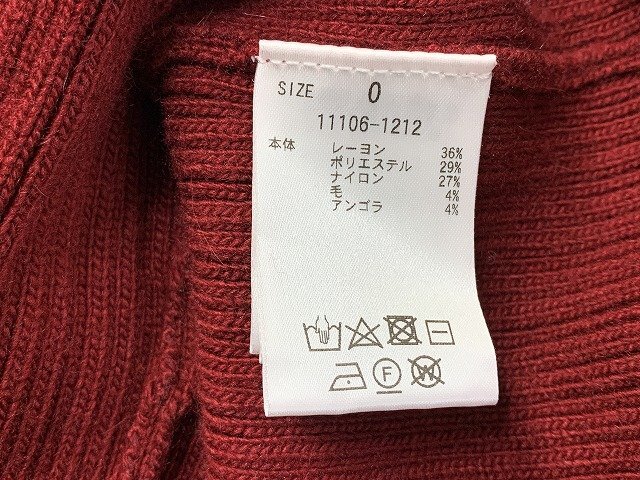 SIZE 0
11106-1212
本体 レーヨン 36%
ポリエステル 29%
ナイロン 27%
毛 4%
アンゴラ 4%
F
W